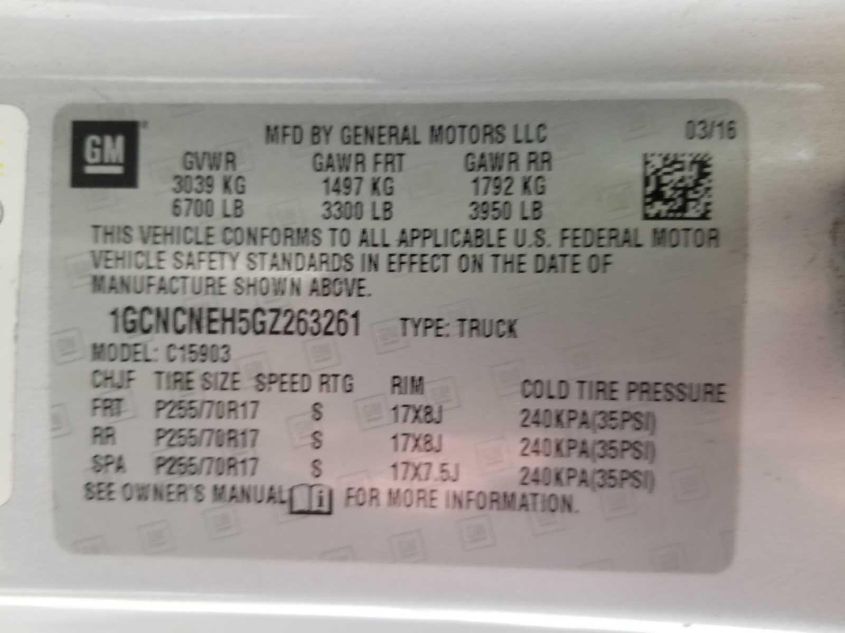 GM MFD BY GENERAL MOTORS LLC 03/16
GVWR GAWR FRT GAWR RR
3039 KG 1497 KG 1792 KG
6700 LB 3300 LB 3950 LB
THIS VEHICLE CONFORMS TO ALL APPLICABLE U.S. FEDERAL MOTOR
VEHICLE SAFETY STANDARDS IN EFFECT ON THE DATE OF
MANUFACTURE SHOWN ABOVE.
1GCNCNEH5GZ263261 TYPE: TRUCK
MODEL: C15903
CHJF TIRE SIZE SPEED RTG RIM COLD TIRE PRESSURE
FRT P255/70R17 S 17X8J 240KPA(35PSI)
RR P255/70R17 S 17X8J 240KPA(35PSI)
SPA P255/70R17 S 17X7.5J 240KPA(35PSI)
SEE OWNER'S MANUAL i FOR MORE INFORMATION.